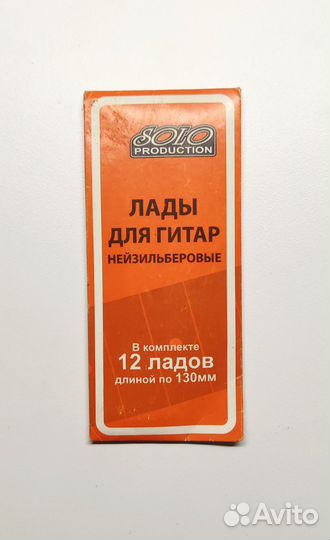 SOLO
PRODUCTION
ЛАДЫ
ДЛЯ ГИТАР
НЕЙЗИЛЬБЕРОВЫЕ
В комплекте
12 ладов
длиной по 130мм
Avito